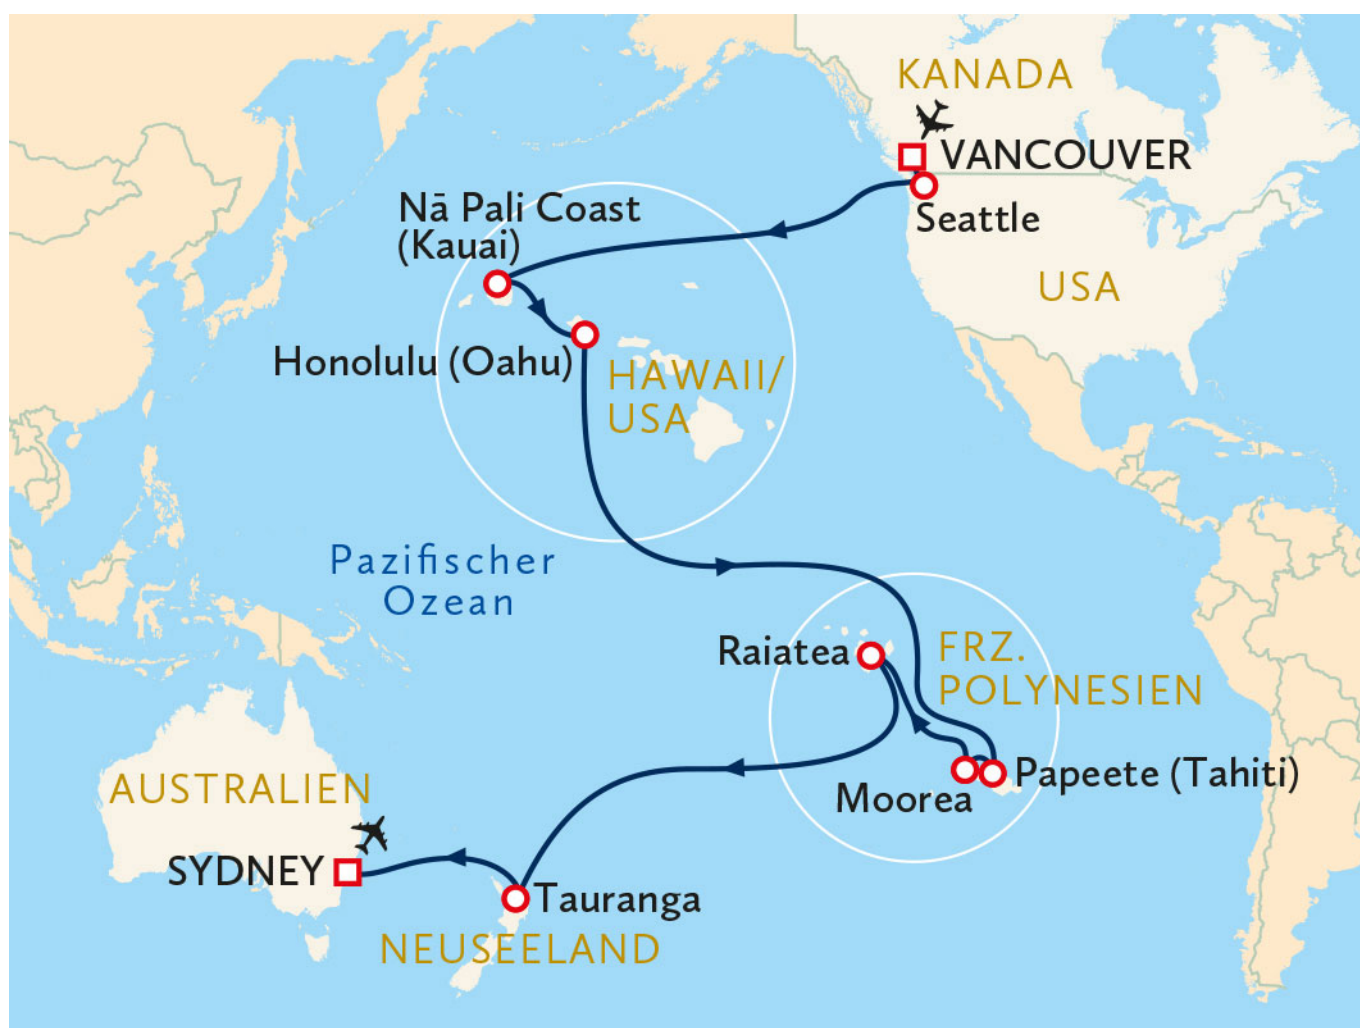 KANADA
VANCOUVER
Seattle
USA
Nā Pali Coast
(Kauai)
Honolulu (Oahu)
HAWAII/
USA
Pazifischer
Ozean
Raiatea
FRZ.
POLYNESIEN
Moorea
Papeete (Tahiti)
AUSTRALIEN
SYDNEY
Tauranga
NEUSEELAND